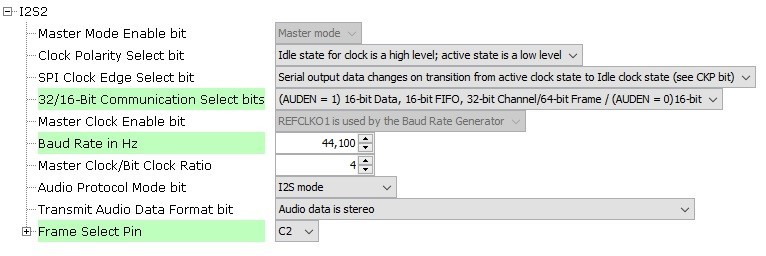 I2S2
Master Mode Enable bit Master mode
Clock Polarity Select bit Idle state for clock is a high level; active state is a low level
SPI Clock Edge Select bit Serial output data changes on transition from active clock state to Idle clock state (see CKP bit)
32/16-Bit Communication Select bits (AUDEN = 1) 16-bit Data, 16-bit FIFO, 32-bit Channel/64-bit Frame / (AUDEN = 0)16-bit
Master Clock Enable bit REFCLKO1 is used by the Baud Rate Generator
Baud Rate in Hz 44,100
Master Clock/Bit Clock Ratio 4
Audio Protocol Mode bit I2S mode
Transmit Audio Data Format bit Audio data is stereo
Frame Select Pin C2